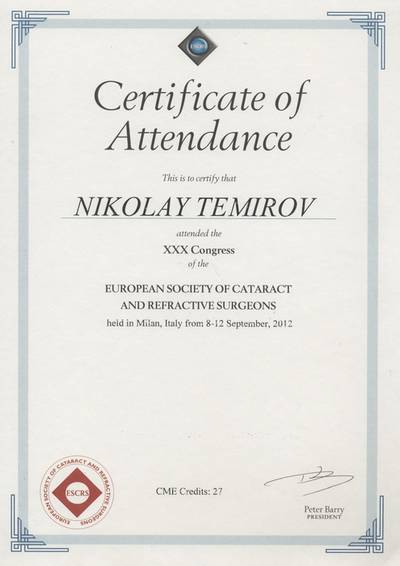 ESCRS
Certificate of
Attendance
This is to certify that
NIKOLAY TEMIROV
attended the
XXX Congress
of the
EUROPEAN SOCIETY OF CATARACT
AND REFRACTIVE SURGEONS
held in Milan, Italy from 8-12 September, 2012
EUROPEAN SOCIETY OF CATARACT AND REFRACTIVE SURGEONS
ESCRS
CME Credits: 27
Peter Barry
PRESIDENT